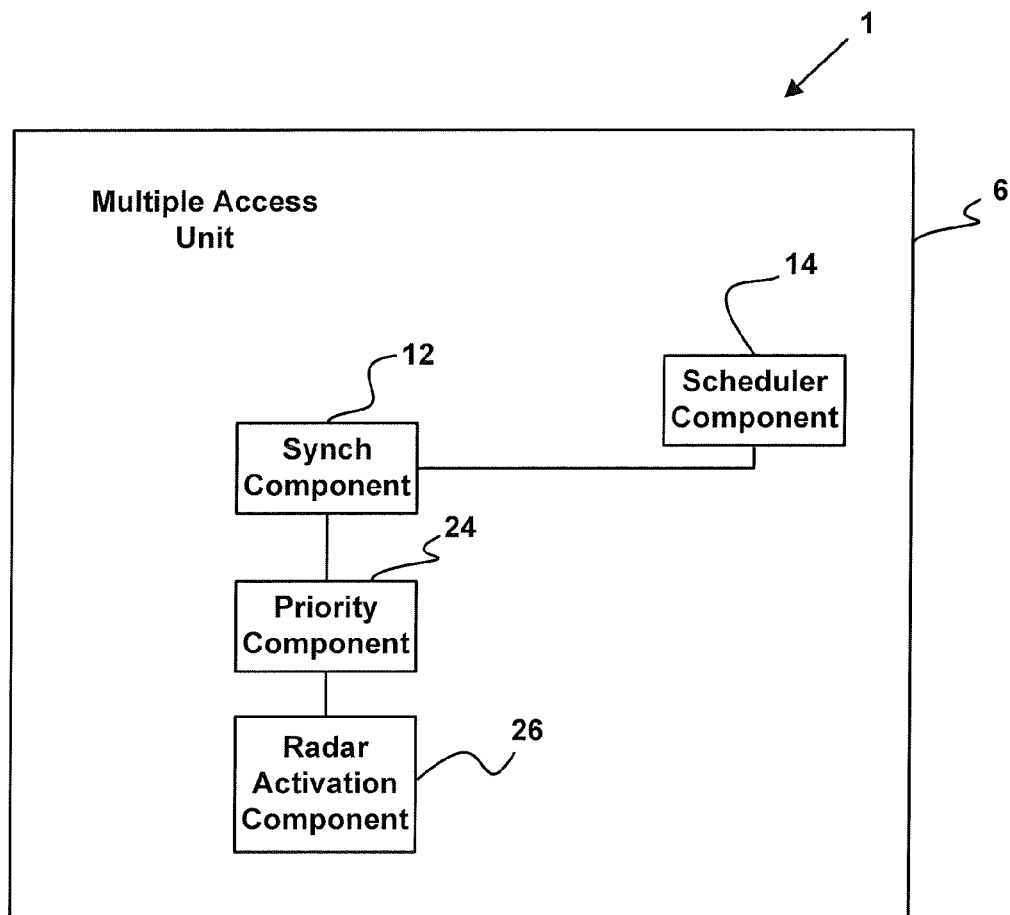 1
Multiple Access
Unit
6
14
Scheduler
Component
12
Synch
Component
24
Priority
Component
26
Radar
Activation
Component